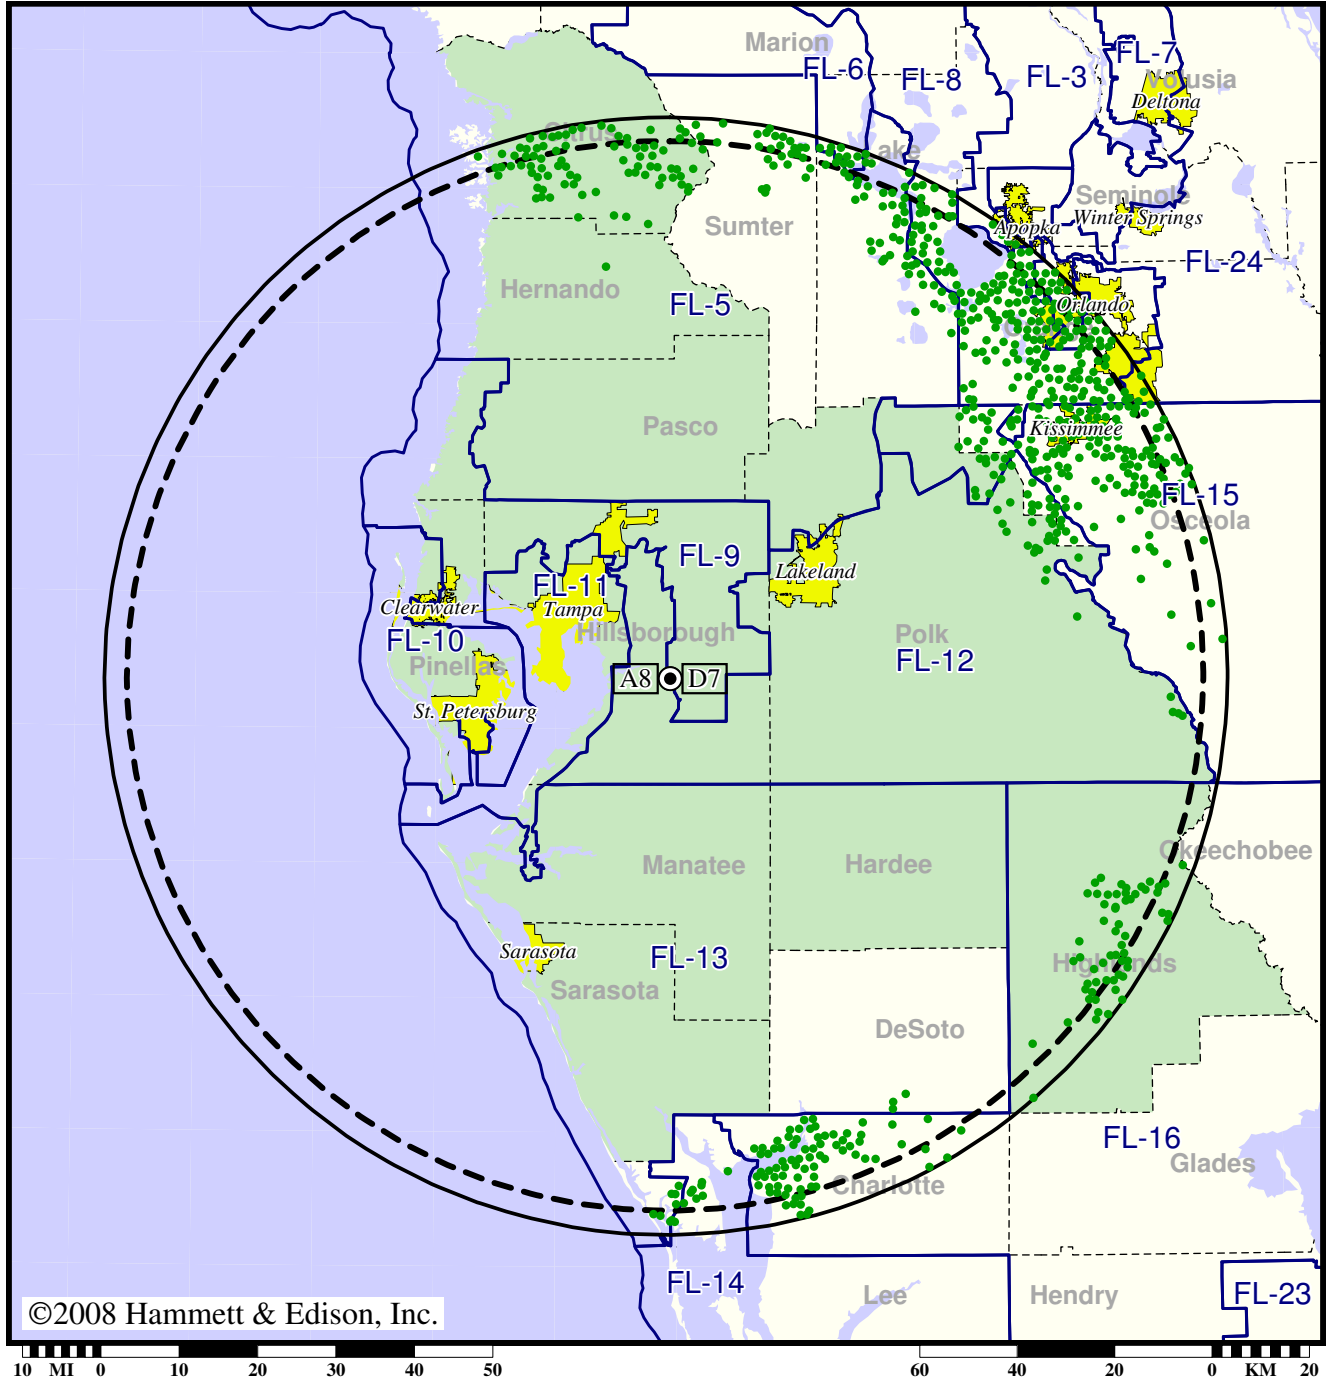 Marion
FL-6
FL-8
FL-3
FL-7
Volusia
Deltona
Citrus
Lake
Seminole
Sumter
Apopka
Winter Springs
FL-24
Hernando
FL-5
Orlando
Pasco
Kissimmee
FL-15
Osceola
FL-9
FL-11
Lakeland
Clearwater
Tampa
Hillsborough
FL-10
Polk
FL-12
Pinellas
A8 D7
St. Petersburg
Manatee
Hardee
Okeechobee
Sarasota
FL-13
Highlands
Sarasota
DeSoto
FL-16
Glades
Charlotte
FL-14
Lee
Hendry
FL-23
©2008 Hammett & Edison, Inc.
10 MI 0 10 20 30 40 50
60 40 20 0 KM 20